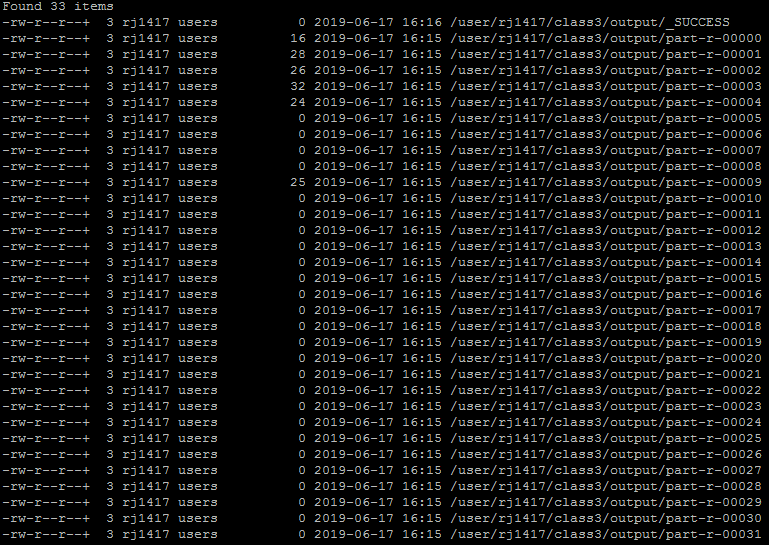 Found 33 items
-rw-r--r--+  3 rj1417 users          0 2019-06-17 16:16 /user/rj1417/class3/output/_SUCCESS
-rw-r--r--+  3 rj1417 users         16 2019-06-17 16:15 /user/rj1417/class3/output/part-r-00000
-rw-r--r--+  3 rj1417 users         28 2019-06-17 16:15 /user/rj1417/class3/output/part-r-00001
-rw-r--r--+  3 rj1417 users         26 2019-06-17 16:15 /user/rj1417/class3/output/part-r-00002
-rw-r--r--+  3 rj1417 users         32 2019-06-17 16:15 /user/rj1417/class3/output/part-r-00003
-rw-r--r--+  3 rj1417 users         24 2019-06-17 16:15 /user/rj1417/class3/output/part-r-00004
-rw-r--r--+  3 rj1417 users          0 2019-06-17 16:15 /user/rj1417/class3/output/part-r-00005
-rw-r--r--+  3 rj1417 users          0 2019-06-17 16:15 /user/rj1417/class3/output/part-r-00006
-rw-r--r--+  3 rj1417 users          0 2019-06-17 16:15 /user/rj1417/class3/output/part-r-00007
-rw-r--r--+  3 rj1417 users          0 2019-06-17 16:15 /user/rj1417/class3/output/part-r-00008
-rw-r--r--+  3 rj1417 users         25 2019-06-17 16:15 /user/rj1417/class3/output/part-r-00009
-rw-r--r--+  3 rj1417 users          0 2019-06-17 16:15 /user/rj1417/class3/output/part-r-00010
-rw-r--r--+  3 rj1417 users          0 2019-06-17 16:15 /user/rj1417/class3/output/part-r-00011
-rw-r--r--+  3 rj1417 users          0 2019-06-17 16:15 /user/rj1417/class3/output/part-r-00012
-rw-r--r--+  3 rj1417 users          0 2019-06-17 16:15 /user/rj1417/class3/output/part-r-00013
-rw-r--r--+  3 rj1417 users          0 2019-06-17 16:15 /user/rj1417/class3/output/part-r-00014
-rw-r--r--+  3 rj1417 users          0 2019-06-17 16:15 /user/rj1417/class3/output/part-r-00015
-rw-r--r--+  3 rj1417 users          0 2019-06-17 16:15 /user/rj1417/class3/output/part-r-00016
-rw-r--r--+  3 rj1417 users          0 2019-06-17 16:15 /user/rj1417/class3/output/part-r-00017
-rw-r--r--+  3 rj1417 users          0 2019-06-17 16:15 /user/rj1417/class3/output/part-r-00018
-rw-r--r--+  3 rj1417 users          0 2019-06-17 16:15 /user/rj1417/class3/output/part-r-00019
-rw-r--r--+  3 rj1417 users          0 2019-06-17 16:15 /user/rj1417/class3/output/part-r-00020
-rw-r--r--+  3 rj1417 users          0 2019-06-17 16:15 /user/rj1417/class3/output/part-r-00021
-rw-r--r--+  3 rj1417 users          0 2019-06-17 16:15 /user/rj1417/class3/output/part-r-00022
-rw-r--r--+  3 rj1417 users          0 2019-06-17 16:15 /user/rj1417/class3/output/part-r-00023
-rw-r--r--+  3 rj1417 users          0 2019-06-17 16:15 /user/rj1417/class3/output/part-r-00024
-rw-r--r--+  3 rj1417 users          0 2019-06-17 16:15 /user/rj1417/class3/output/part-r-00025
-rw-r--r--+  3 rj1417 users          0 2019-06-17 16:15 /user/rj1417/class3/output/part-r-00026
-rw-r--r--+  3 rj1417 users          0 2019-06-17 16:15 /user/rj1417/class3/output/part-r-00027
-rw-r--r--+  3 rj1417 users          0 2019-06-17 16:15 /user/rj1417/class3/output/part-r-00028
-rw-r--r--+  3 rj1417 users          0 2019-06-17 16:15 /user/rj1417/class3/output/part-r-00029
-rw-r--r--+  3 rj1417 users          0 2019-06-17 16:15 /user/rj1417/class3/output/part-r-00030
-rw-r--r--+  3 rj1417 users          0 2019-06-17 16:15 /user/rj1417/class3/output/part-r-00031